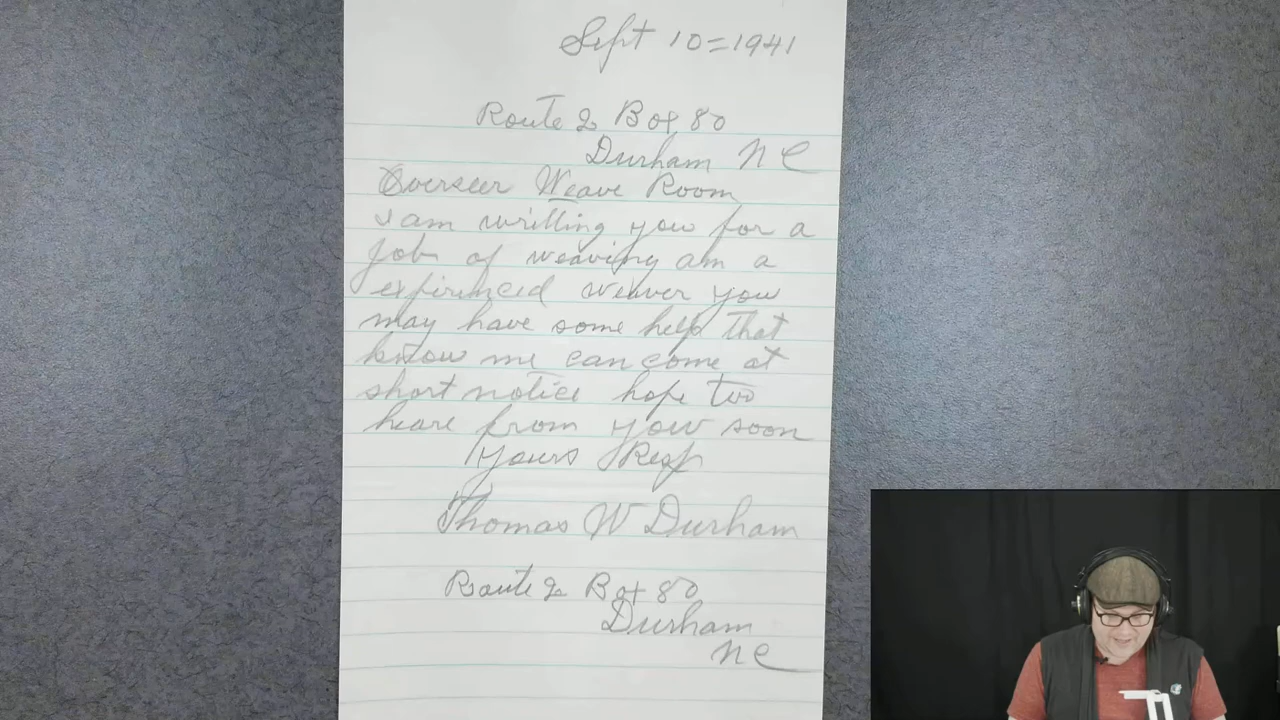 Sept 10=1941
Route 2 Box 80
Durham N C
Overseer Weave Room
I am writting you for a
job of weaving am a
expirinced weaver you
may have some help that
know me can come at
short notice hope too
heare from you soon
Yours Resp
Thomas W Durham
Route 2 Box 80
Durham
N C